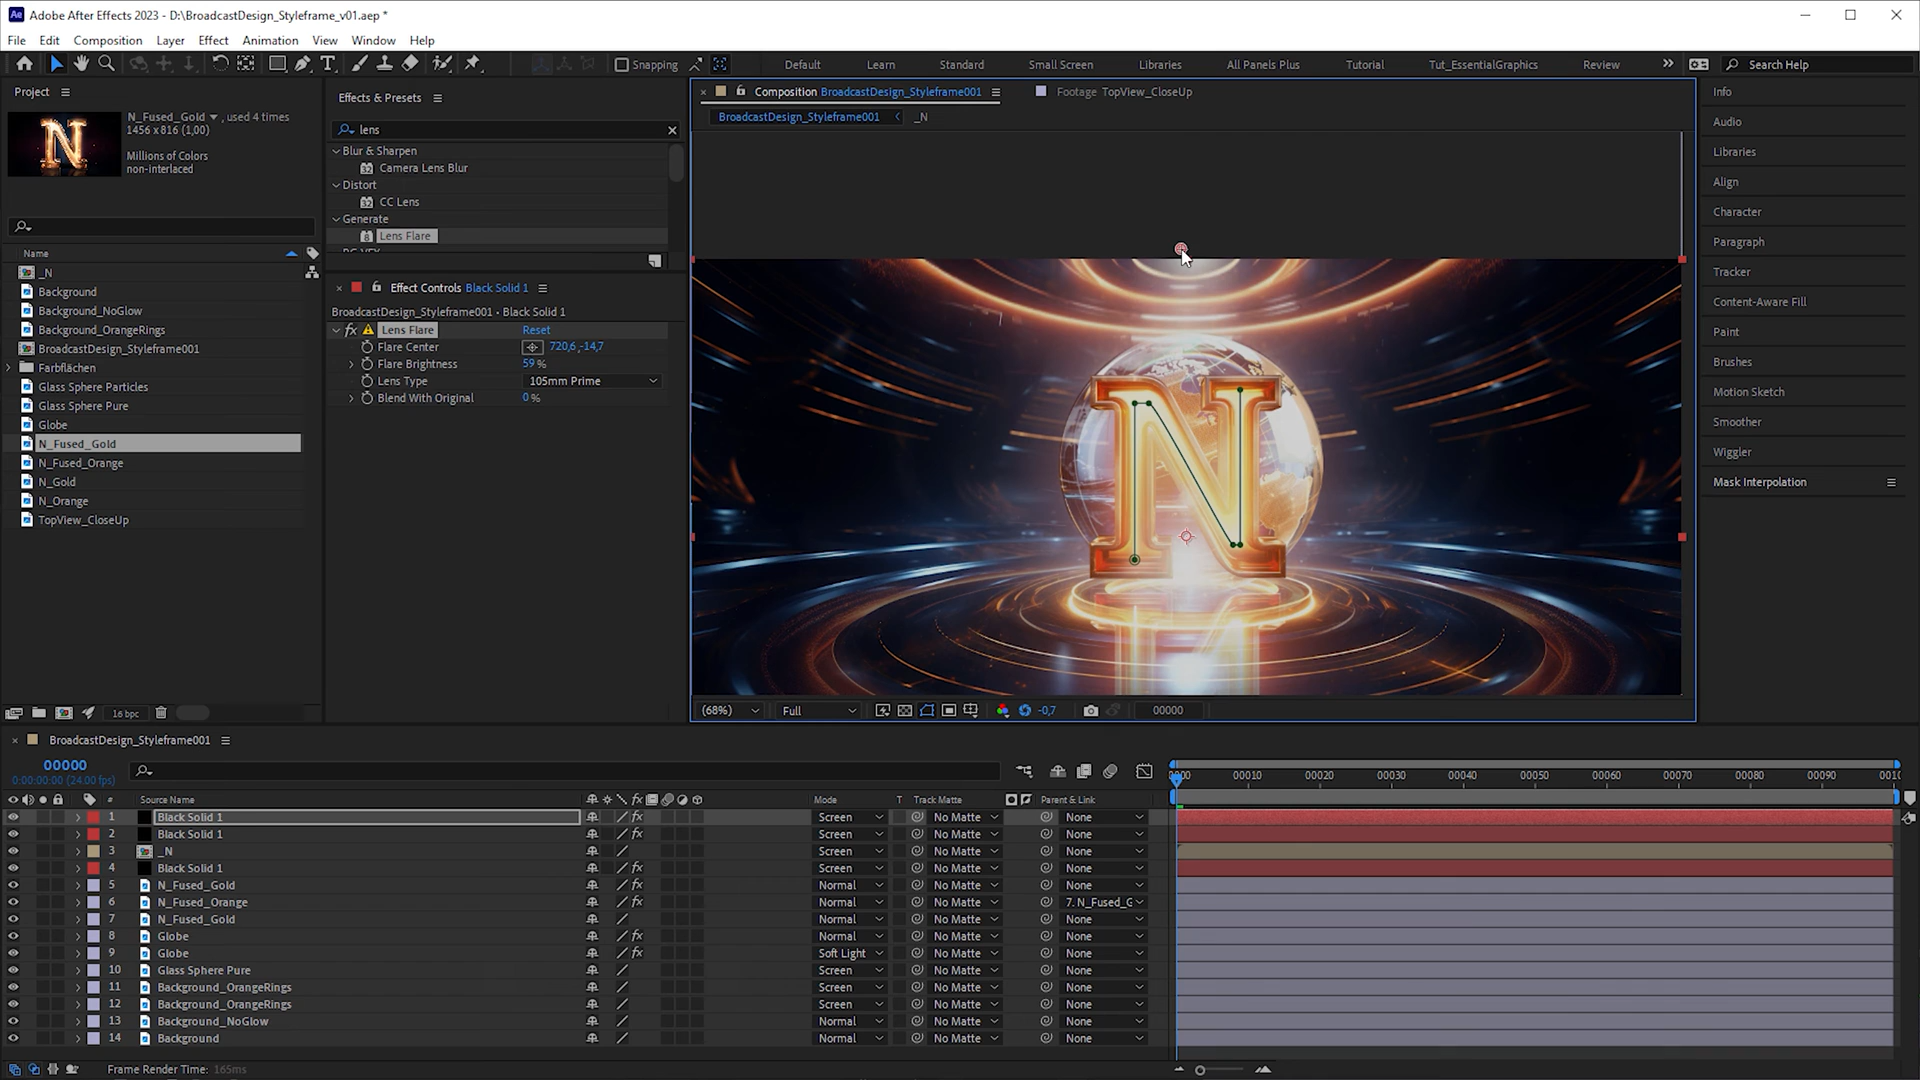 Adobe After Effects 2023 - D:\BroadcastDesign_Styleframe_v01.aep *
File Edit Composition Layer Effect Animation View Window Help
Snapping Default Learn Standard Small Screen Libraries All Panels Plus Tutorial Tut_EssentialGraphics Review Search Help
Project
N_Fused_Gold , used 4 times
1456 x 816 (1,00)
Millions of Colors
non-interlaced
Name
_N
Background
Background_NoGlow
Background_OrangeRings
BroadcastDesign_Styleframe001
Farbflächen
Glass Sphere Particles
Glass Sphere Pure
Globe
N_Fused_Gold
N_Fused_Orange
N_Gold
N_Orange
TopView_CloseUp
16 bpc
Effects & Presets
lens
Blur & Sharpen
Camera Lens Blur
Distort
CC Lens
Generate
Lens Flare
Effect Controls Black Solid 1
BroadcastDesign_Styleframe001 • Black Solid 1
fx Lens Flare Reset
Flare Center 720,6,-14,7
Flare Brightness 59 %
Lens Type 105mm Prime
Blend With Original 0 %
Composition BroadcastDesign_Styleframe001
Footage TopView_CloseUp
BroadcastDesign_Styleframe001 _N
N
(68%) Full -0,7 00000
Info
Audio
Libraries
Align
Character
Paragraph
Tracker
Content-Aware Fill
Paint
Brushes
Motion Sketch
Smoother
Wiggler
Mask Interpolation
BroadcastDesign_Styleframe001
00000
0:00:00:00 (24.00 fps)
00010 00020 00030 00040 00050 00060 00070 00080 00090
# Source Name fx Mode T Track Matte Parent & Link
1 Black Solid 1 fx Screen No Matte None
2 Black Solid 1 fx Screen No Matte None
3 _N Screen No Matte None
4 Black Solid 1 fx Screen No Matte None
5 N_Fused_Gold fx Normal No Matte None
6 N_Fused_Orange fx Normal No Matte 7. N_Fused_G
7 N_Fused_Gold Normal No Matte None
8 Globe fx Normal No Matte None
9 Globe fx Soft Light No Matte None
10 Glass Sphere Pure Screen No Matte None
11 Background_OrangeRings Screen No Matte None
12 Background_OrangeRings Screen No Matte None
13 Background_NoGlow Normal No Matte None
14 Background Normal No Matte None
Frame Render Time: 165ms